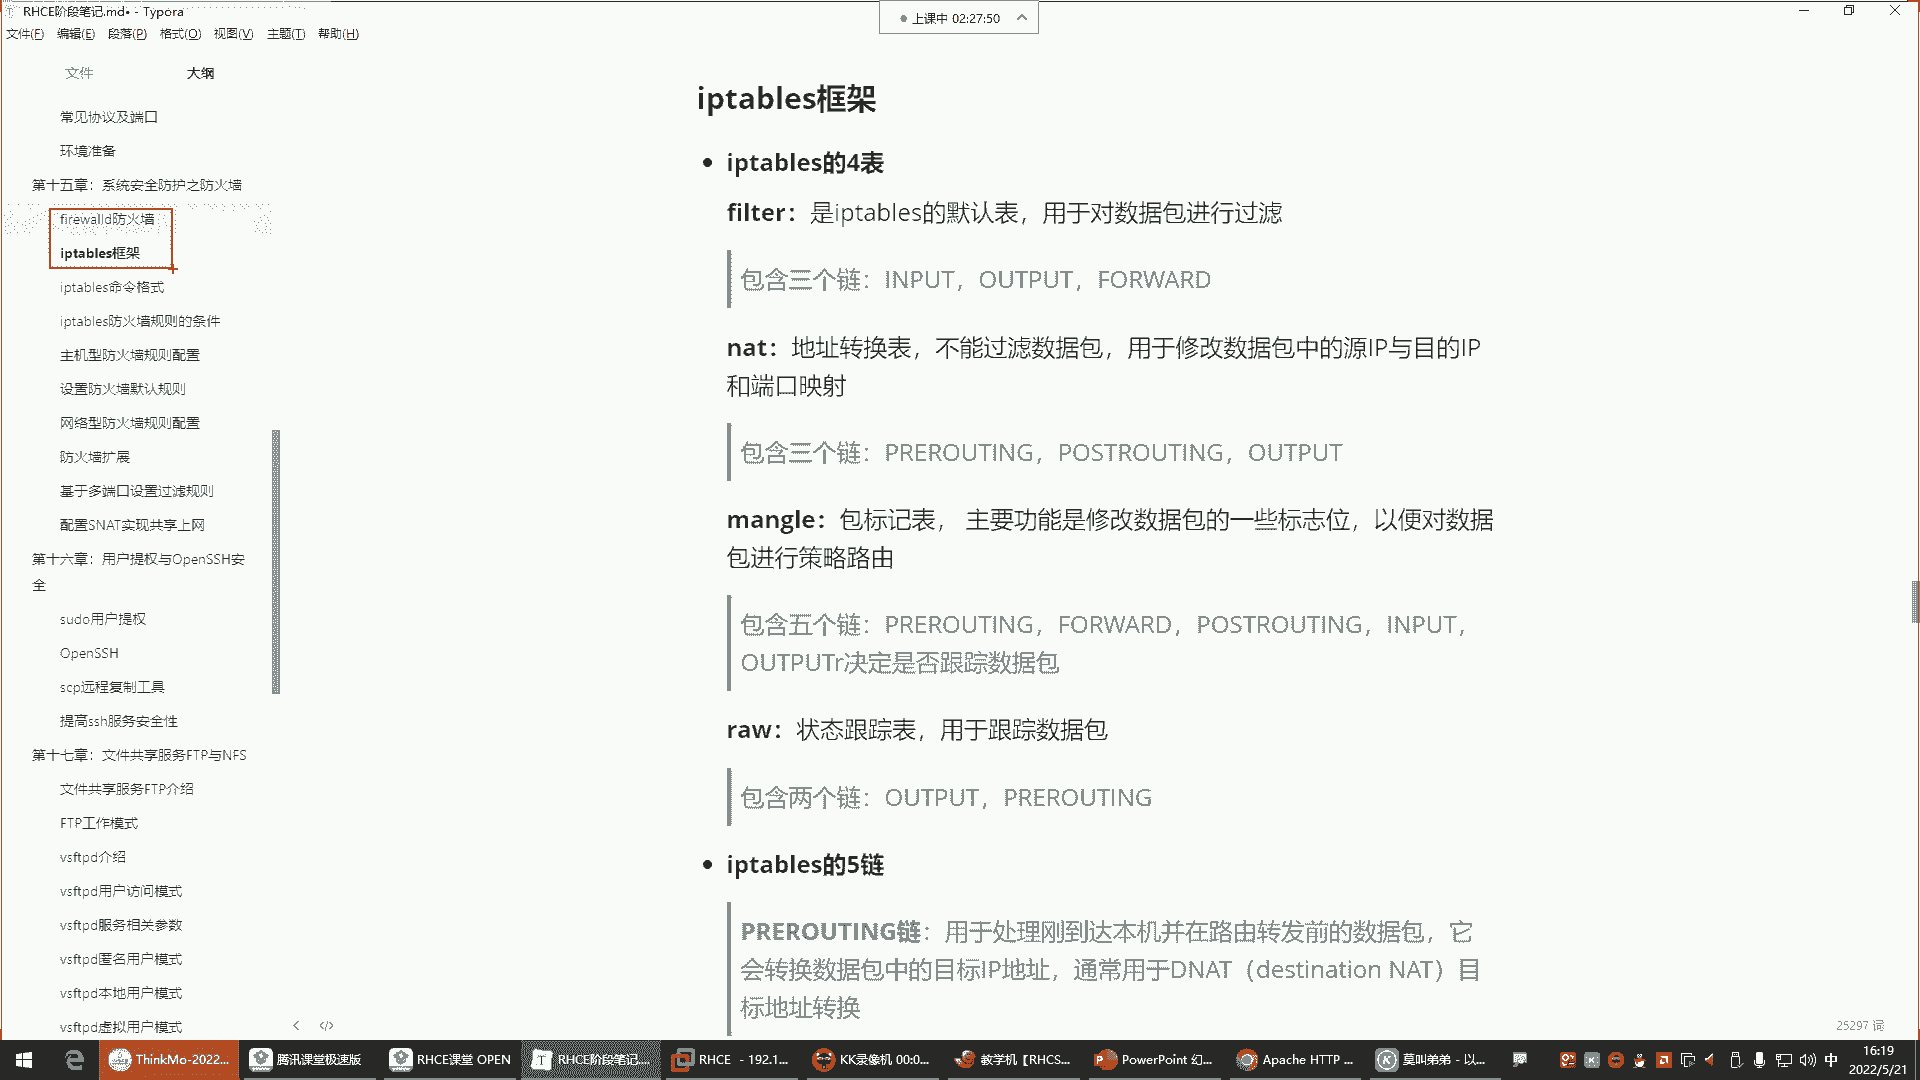 RHCE阶段笔记.md• - Typora
上课中 02:27:50
文件(F) 编辑(E) 段落(P) 格式(O) 视图(V) 主题(T) 帮助(H)
文件 大纲
常见协议及端口
环境准备
第十五章：系统安全防护之防火墙
firewalld防火墙
iptables框架
iptables命令格式
iptables防火墙规则的条件
主机型防火墙规则配置
设置防火墙默认规则
网络型防火墙规则配置
防火墙扩展
基于多端口设置过滤规则
配置SNAT实现共享上网
第十六章：用户提权与OpenSSH安
全
sudo用户提权
OpenSSH
scp远程复制工具
提高ssh服务安全性
第十七章：文件共享服务FTP与NFS
文件共享服务FTP介绍
FTP工作模式
vsftpd介绍
vsftpd用户访问模式
vsftpd服务相关参数
vsftpd匿名用户模式
vsftpd本地用户模式
vsftpd虚拟用户模式
iptables框架
iptables的4表
filter：是iptables的默认表，用于对数据包进行过滤
包含三个链：INPUT，OUTPUT，FORWARD
nat：地址转换表，不能过滤数据包，用于修改数据包中的源IP与目的IP
和端口映射
包含三个链：PREROUTING，POSTROUTING，OUTPUT
mangle：包标记表， 主要功能是修改数据包的一些标志位，以便对数据
包进行策略路由
包含五个链：PREROUTING，FORWARD，POSTROUTING，INPUT，
OUTPUTr决定是否跟踪数据包
raw：状态跟踪表，用于跟踪数据包
包含两个链：OUTPUT，PREROUTING
iptables的5链
PREROUTING链：用于处理刚到达本机并在路由转发前的数据包，它
会转换数据包中的目标IP地址，通常用于DNAT（destination NAT）目
标地址转换
25297 词
ThinkMo-2022... 腾讯课堂极速版 RHCE课堂 OPEN RHCE阶段笔记.... RHCE - 192.1... KK录像机 00:0... 教学机【RHCS... PowerPoint 幻... Apache HTTP ... 莫叫弟弟 - 以... 中 16:19
2022/5/21